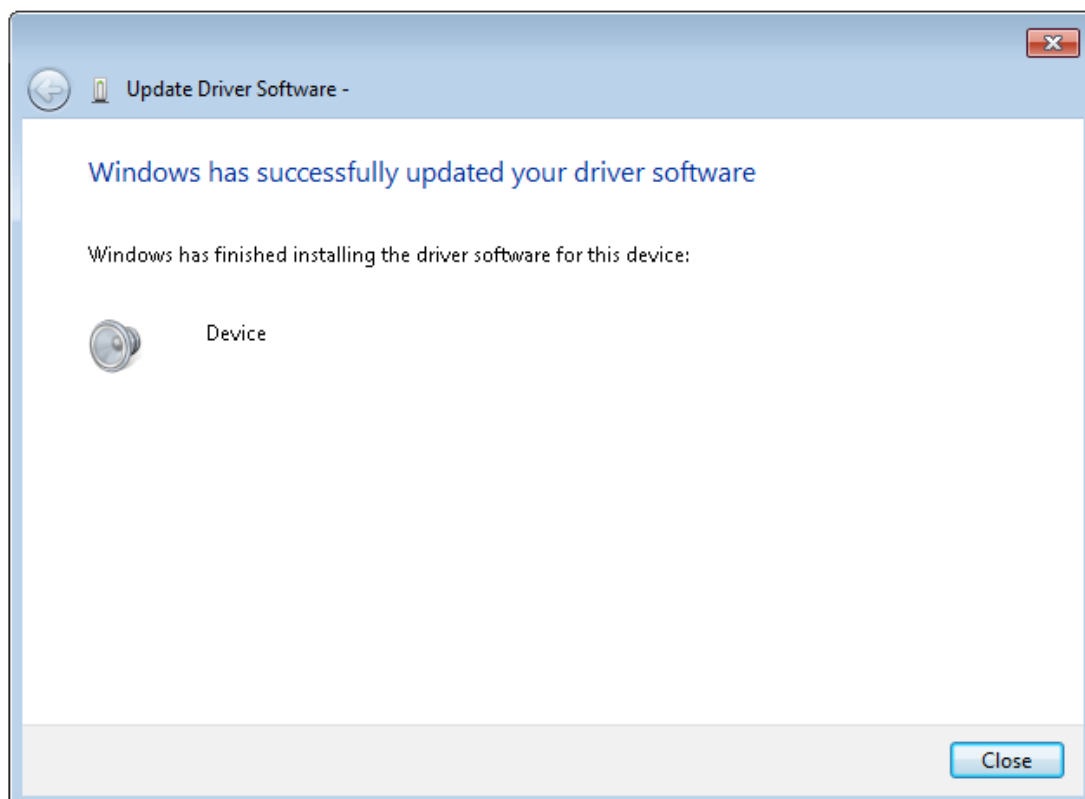 Update Driver Software -
Windows has successfully updated your driver software
Windows has finished installing the driver software for this device:
Device
Close